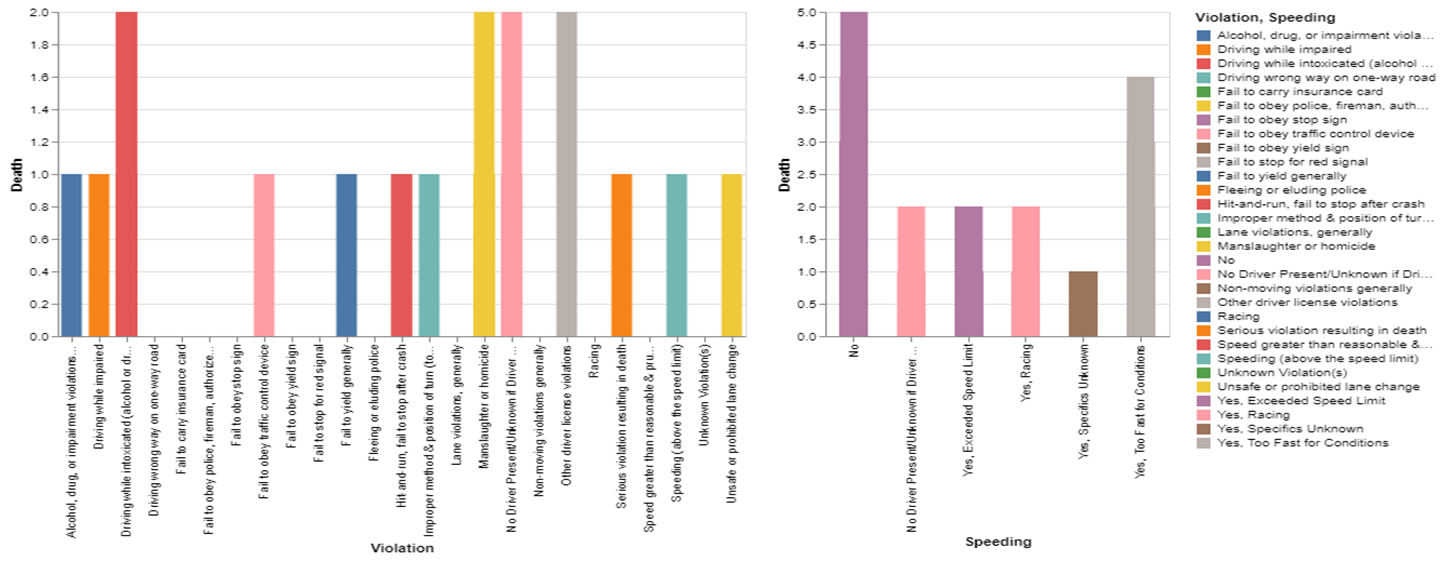 Death
2.0
1.8
1.6
1.4
1.2
1.0
0.8
0.6
0.4
0.2
0.0
Alcohol, drug, or impairment violations...
Driving while impaired
Driving while intoxicated (alcohol or dr...
Driving wrong way on one-way road
Fail to carry insurance card
Fail to obey police, fireman, authorize...
Fail to obey stop sign
Fail to obey traffic control device
Fail to obey yield sign
Fail to stop for red signal
Fail to yield generally
Fleeing or eluding police
Hit-and-run, fail to stop after crash
Improper method & position of turn (to...
Lane violations, generally
Manslaughter or homicide
No Driver Present/Unknown if Driver ...
Non-moving violations generally
Other driver license violations
Racing
Serious violation resulting in death
Speed greater than reasonable & pru...
Speeding (above the speed limit)
Unknown Violation(s)
Unsafe or prohibited lane change
Violation
Death
5.0
4.5
4.0
3.5
3.0
2.5
2.0
1.5
1.0
0.5
0.0
No
No Driver Present/Unknown if Driver ...
Yes, Exceeded Speed Limit
Yes, Racing
Yes, Specifics Unknown
Yes, Too Fast for Conditions
Speeding
Violation, Speeding
Alcohol, drug, or impairment viola...
Driving while impaired
Driving while intoxicated (alcohol ...
Driving wrong way on one-way road
Fail to carry insurance card
Fail to obey police, fireman, auth...
Fail to obey stop sign
Fail to obey traffic control device
Fail to obey yield sign
Fail to stop for red signal
Fail to yield generally
Fleeing or eluding police
Hit-and-run, fail to stop after crash
Improper method & position of tur...
Lane violations, generally
Manslaughter or homicide
No
No Driver Present/Unknown if Dri...
Non-moving violations generally
Other driver license violations
Racing
Serious violation resulting in death
Speed greater than reasonable &...
Speeding (above the speed limit)
Unknown Violation(s)
Unsafe or prohibited lane change
Yes, Exceeded Speed Limit
Yes, Racing
Yes, Specifics Unknown
Yes, Too Fast for Conditions